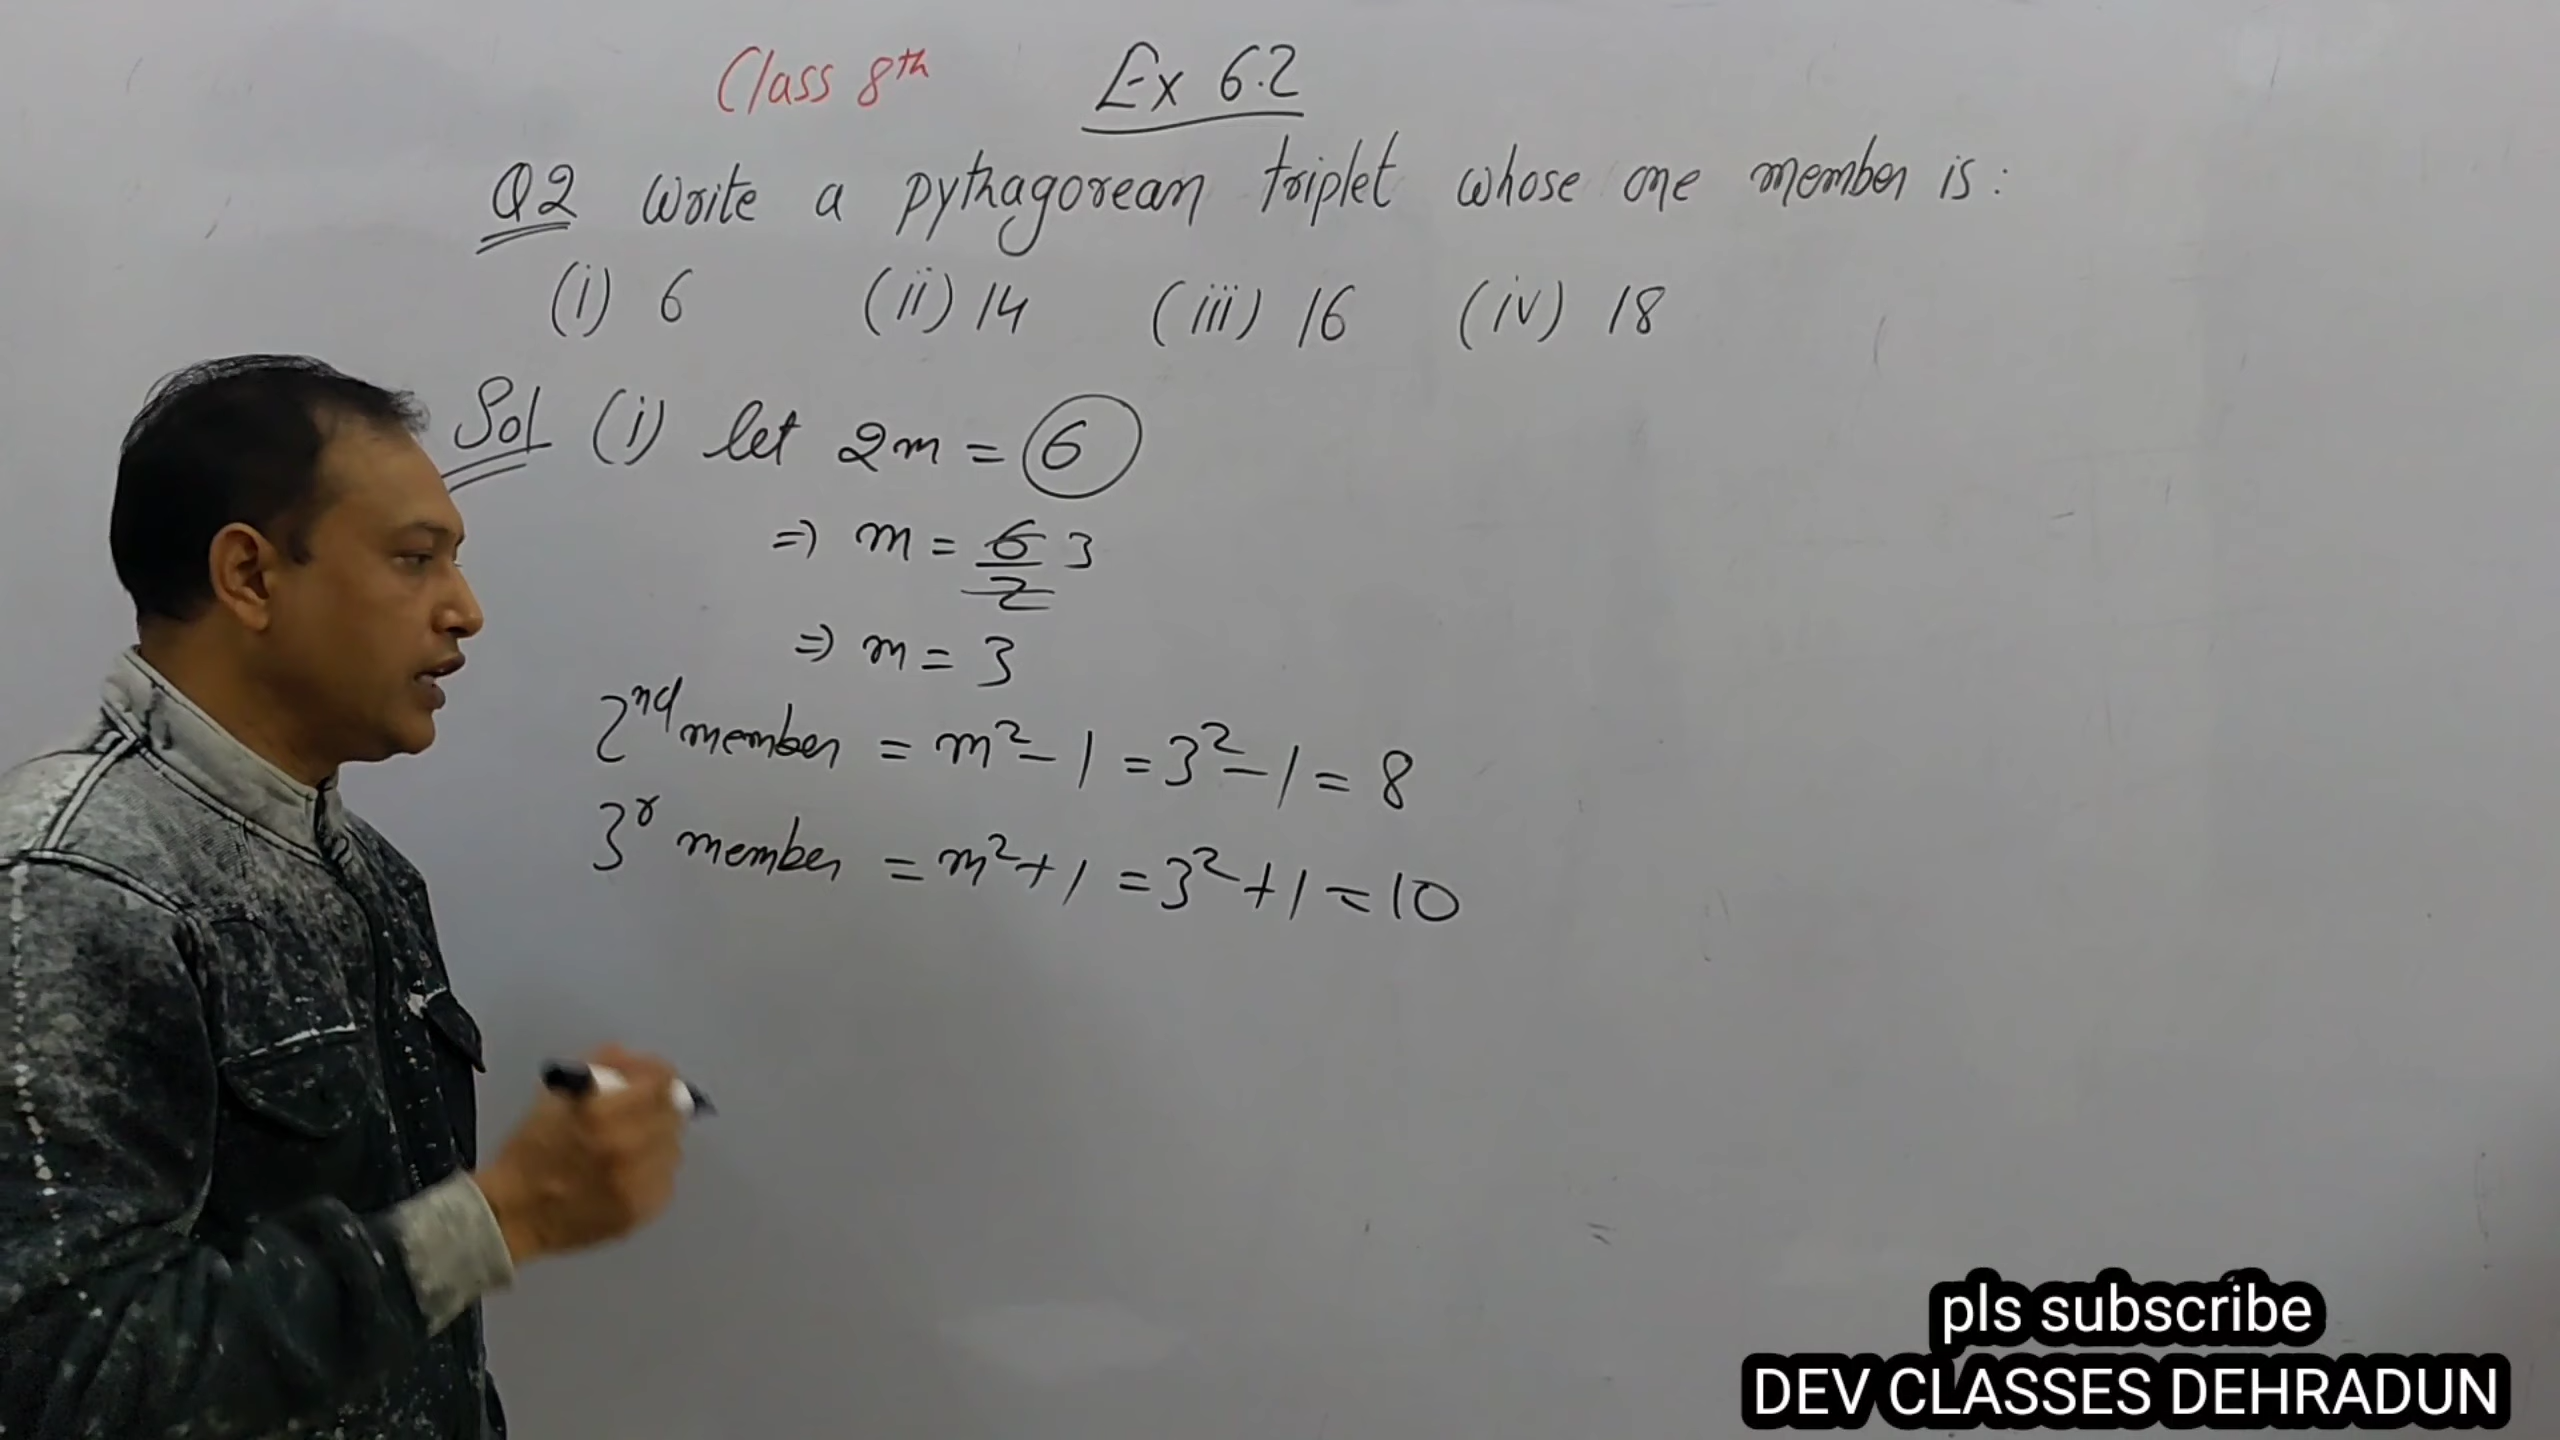 Class 8th Ex 6.2
Q2 Write a pythagorean triplet whose one member is:
(i) 6 (ii) 14 (iii) 16 (iv) 18
Sol (i) let 2m = 6
⇒ m = 6/2 3
⇒ m = 3
2nd member = m² - 1 = 3² - 1 = 8
3r member = m² + 1 = 3² + 1 = 10
pls subscribe
DEV CLASSES DEHRADUN